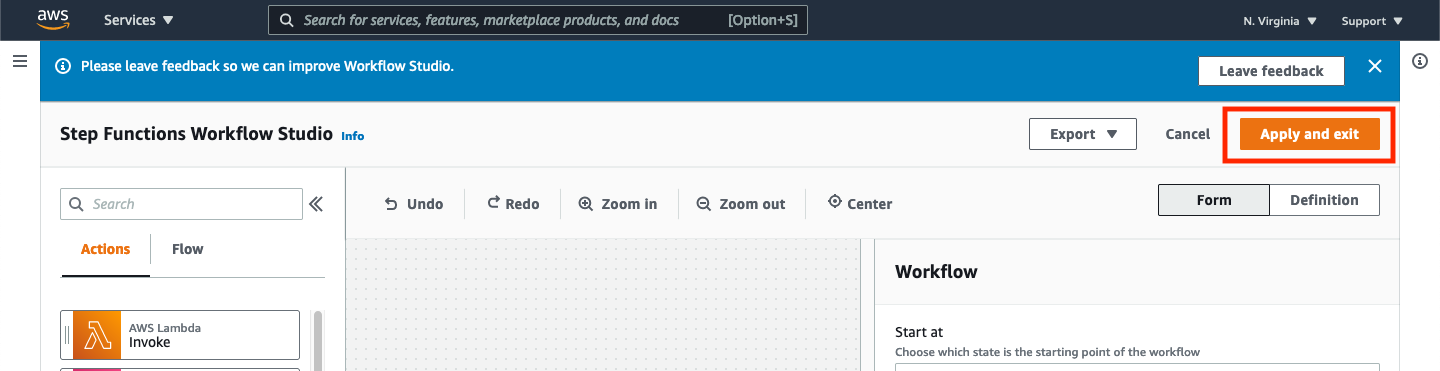 aws Services Search for services, features, marketplace products, and docs [Option+S] N. Virginia Support
Please leave feedback so we can improve Workflow Studio. Leave feedback
Step Functions Workflow Studio Info Export Cancel Apply and exit
Search Undo Redo Zoom in Zoom out Center Form Definition
Actions Flow
Workflow
AWS Lambda
Invoke
Start at
Choose which state is the starting point of the workflow